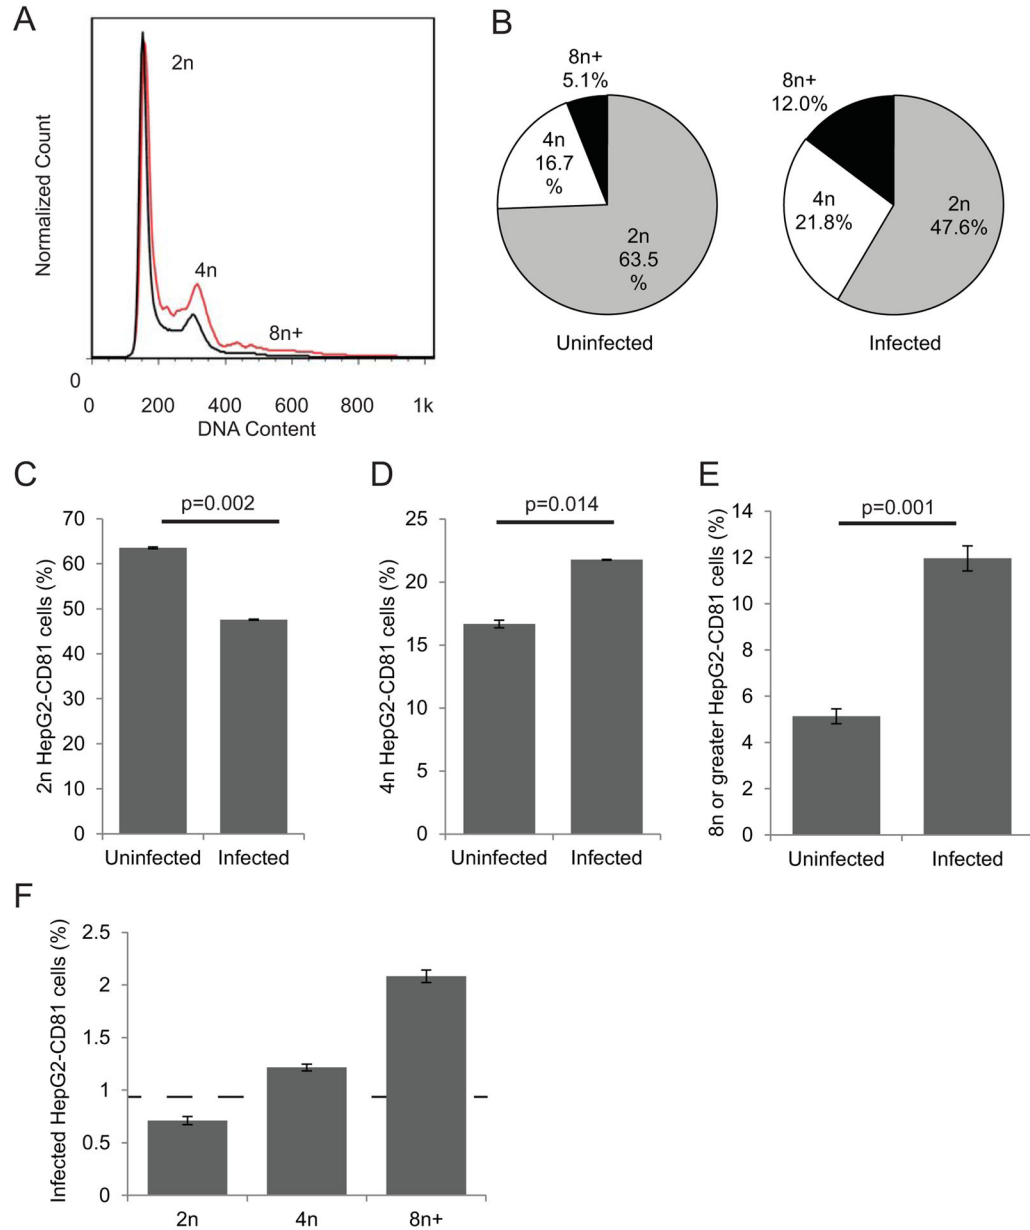 A
Normalized Count
2n
4n
8n+
0
0 200 400 600 800 1k
DNA Content
B
8n+
5.1%
4n
16.7
%
2n
63.5
%
Uninfected
8n+
12.0%
4n
21.8%
2n
47.6%
Infected
C
p=0.002
2n HepG2-CD81 cells (%)
70
60
50
40
30
20
10
0
Uninfected Infected
D
p=0.014
4n HepG2-CD81 cells (%)
25
20
15
10
5
0
Uninfected Infected
E
p=0.001
8n or greater HepG2-CD81 cells (%)
14
12
10
8
6
4
2
0
Uninfected Infected
F
Infected HepG2-CD81 cells (%)
2.5
2
1.5
1
0.5
0
2n 4n 8n+